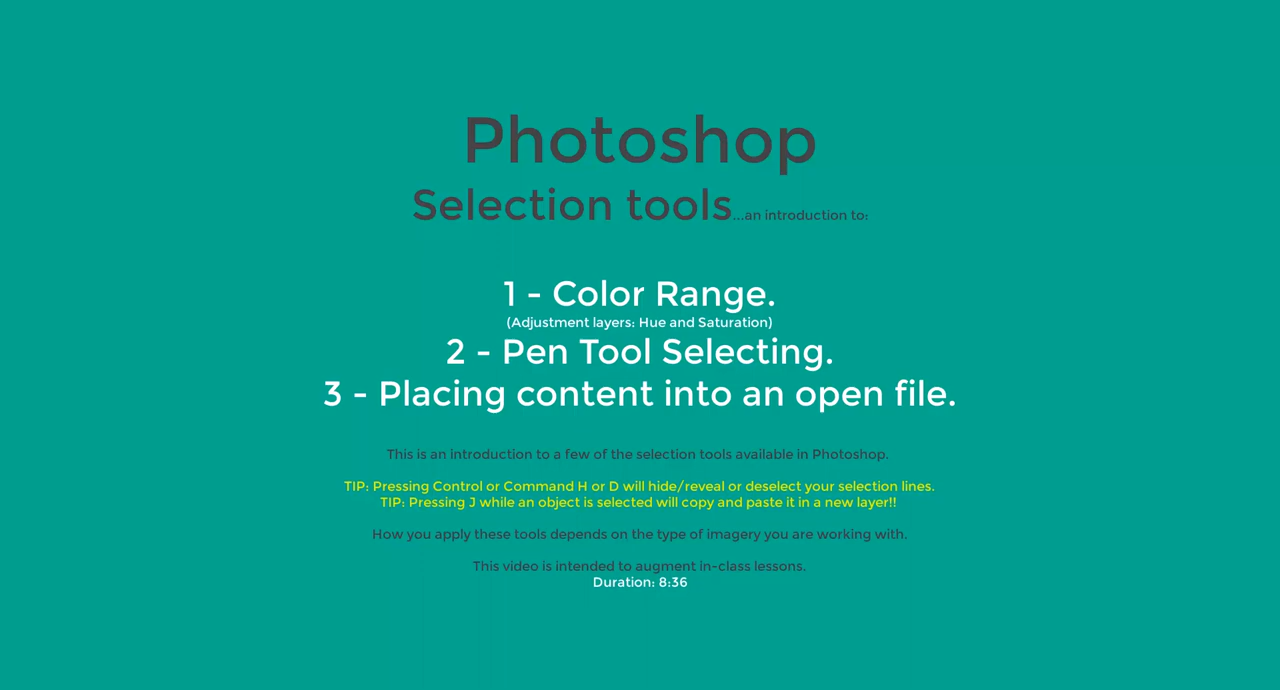 Photoshop
Selection tools...an introduction to:
1 - Color Range.
(Adjustment layers: Hue and Saturation)
2 - Pen Tool Selecting.
3 - Placing content into an open file.
This is an introduction to a few of the selection tools available in Photoshop.
TIP: Pressing Control or Command H or D will hide/reveal or deselect your selection lines.
TIP: Pressing J while an object is selected will copy and paste it in a new layer!!
How you apply these tools depends on the type of imagery you are working with.
This video is intended to augment in-class lessons.
Duration: 8:36